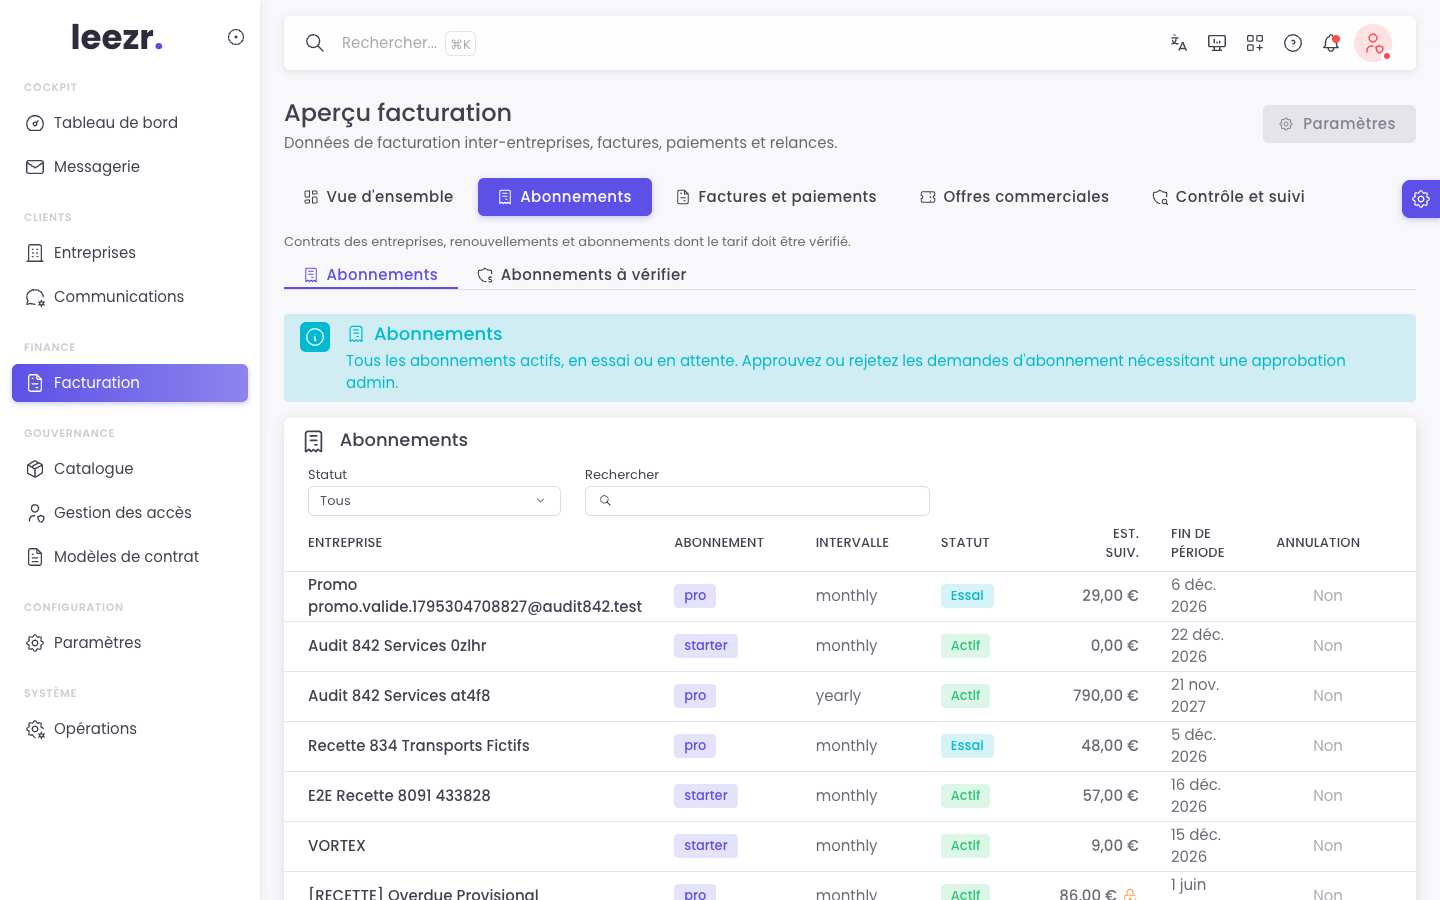 leezr.
Rechercher... ⌘K
COCKPIT
Tableau de bord
Messagerie
CLIENTS
Entreprises
Communications
FINANCE
Facturation
GOUVERNANCE
Catalogue
Gestion des accès
Modèles de contrat
CONFIGURATION
Paramètres
SYSTÈME
Opérations
Aperçu facturation
Données de facturation inter-entreprises, factures, paiements et relances.
Paramètres
Vue d'ensemble Abonnements Factures et paiements Offres commerciales Contrôle et suivi
Contrats des entreprises, renouvellements et abonnements dont le tarif doit être vérifié.
Abonnements Abonnements à vérifier
Abonnements
Tous les abonnements actifs, en essai ou en attente. Approuvez ou rejetez les demandes d'abonnement nécessitant une approbation
admin.
Abonnements
Statut Rechercher
Tous
ENTREPRISE ABONNEMENT INTERVALLE STATUT EST. SUIV. FIN DE PÉRIODE ANNULATION
Promo
promo.valide.1795304708827@audit842.test pro monthly Essai 29,00 € 6 déc. 2026 Non
Audit 842 Services 0zlhr starter monthly Actif 0,00 € 22 déc. 2026 Non
Audit 842 Services at4f8 pro yearly Actif 790,00 € 21 nov. 2027 Non
Recette 834 Transports Fictifs pro monthly Essai 48,00 € 5 déc. 2026 Non
E2E Recette 8091 433828 starter monthly Actif 57,00 € 16 déc. 2026 Non
VORTEX starter monthly Actif 9,00 € 15 déc. 2026 Non
[RECETTE] Overdue Provisional pro monthly Actif 86,00 € 1 juin Non